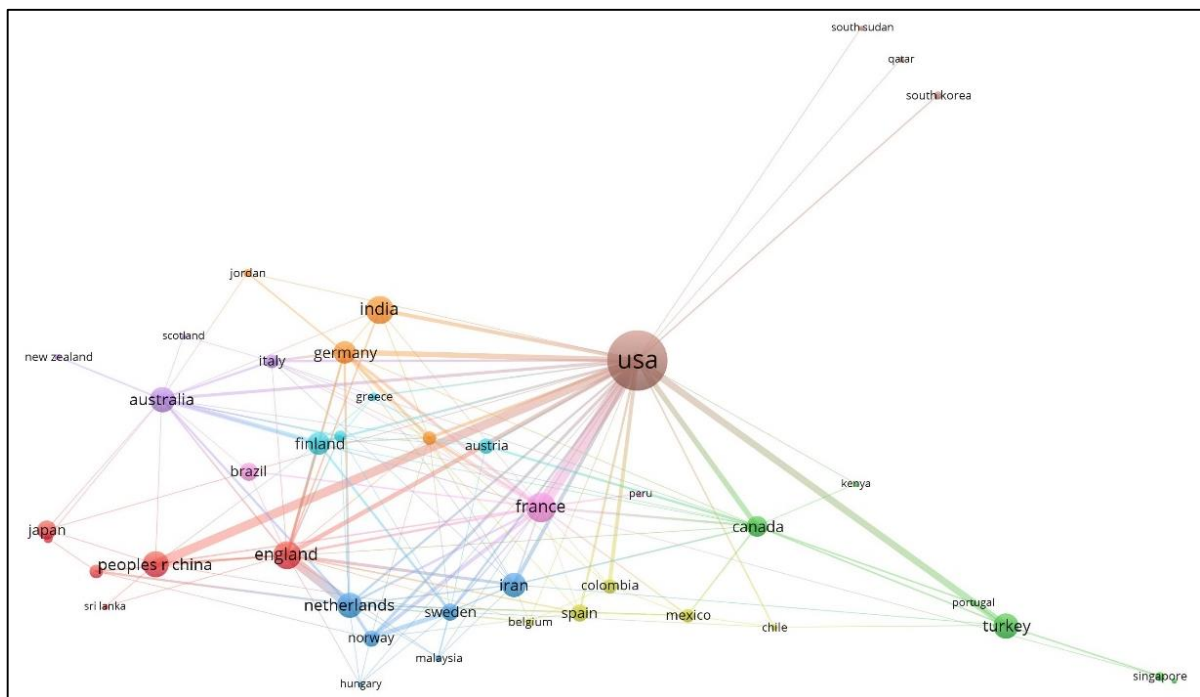 south sudan
qatar
south korea
jordan
india
scotland
new zealand
italy
germany
usa
australia
greece
finland
austria
brazil
kenya
peru
france
japan
canada
england
peoples r china
iran
colombia
sri lanka
netherlands
sweden
spain
mexico
portugal
belgium
chile
turkey
norway
malaysia
singapore
hungary